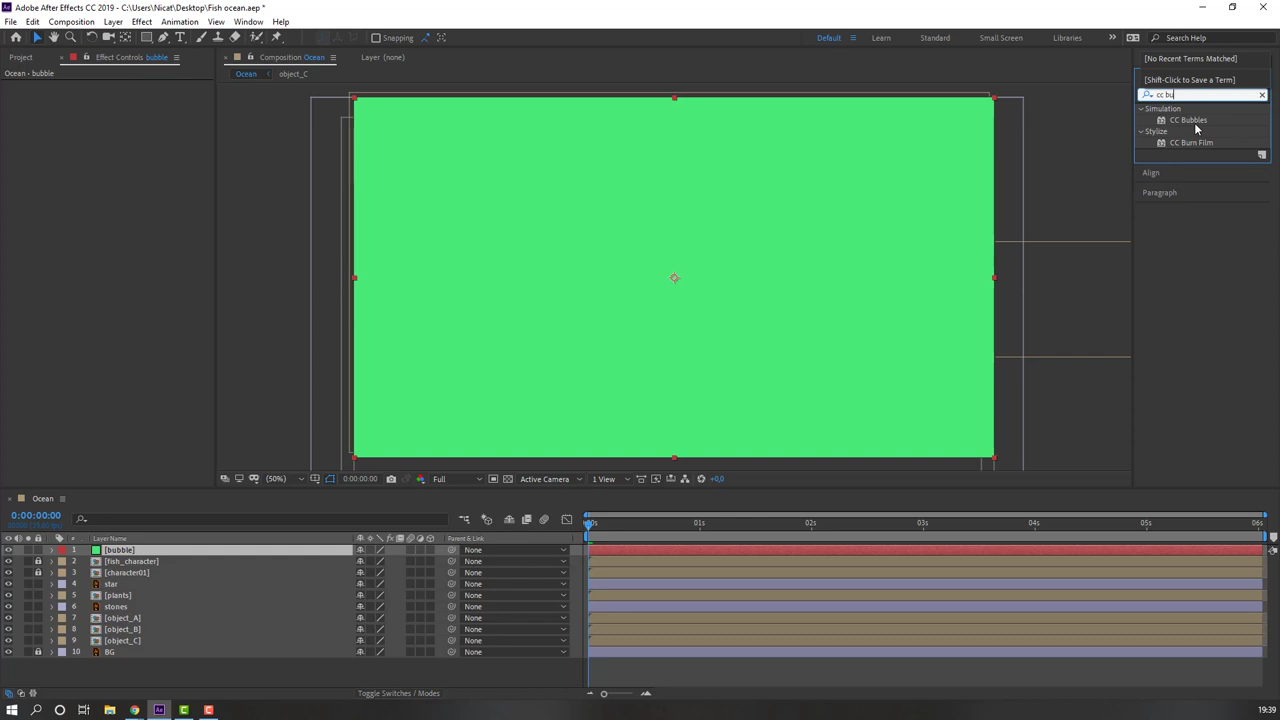 Adobe After Effects CC 2019 - C:\Users\Nicat\Desktop\Fish ocean.aep *
File Edit Composition Layer Effect Animation View Window Help
Snapping
Default Learn Standard Small Screen Libraries Search Help
Project Effect Controls bubble
Ocean • bubble
Composition Ocean Layer (none)
Ocean object_C
[No Recent Terms Matched]
[Shift-Click to Save a Term]
cc bu
Simulation
CC Bubbles
Stylize
CC Burn Film
Align
Paragraph
(50%) 0:00:00:00 Full Active Camera 1 View +0,0
Ocean
0:00:00:00
# Layer Name Parent & Link
01s 02s 03s 04s 05s 06s
1 [bubble] None
2 [fish_character] None
3 [character01] None
4 star None
5 [plants] None
6 stones None
7 [object_A] None
8 [object_B] None
9 [object_C] None
10 BG None
Toggle Switches / Modes
19:39